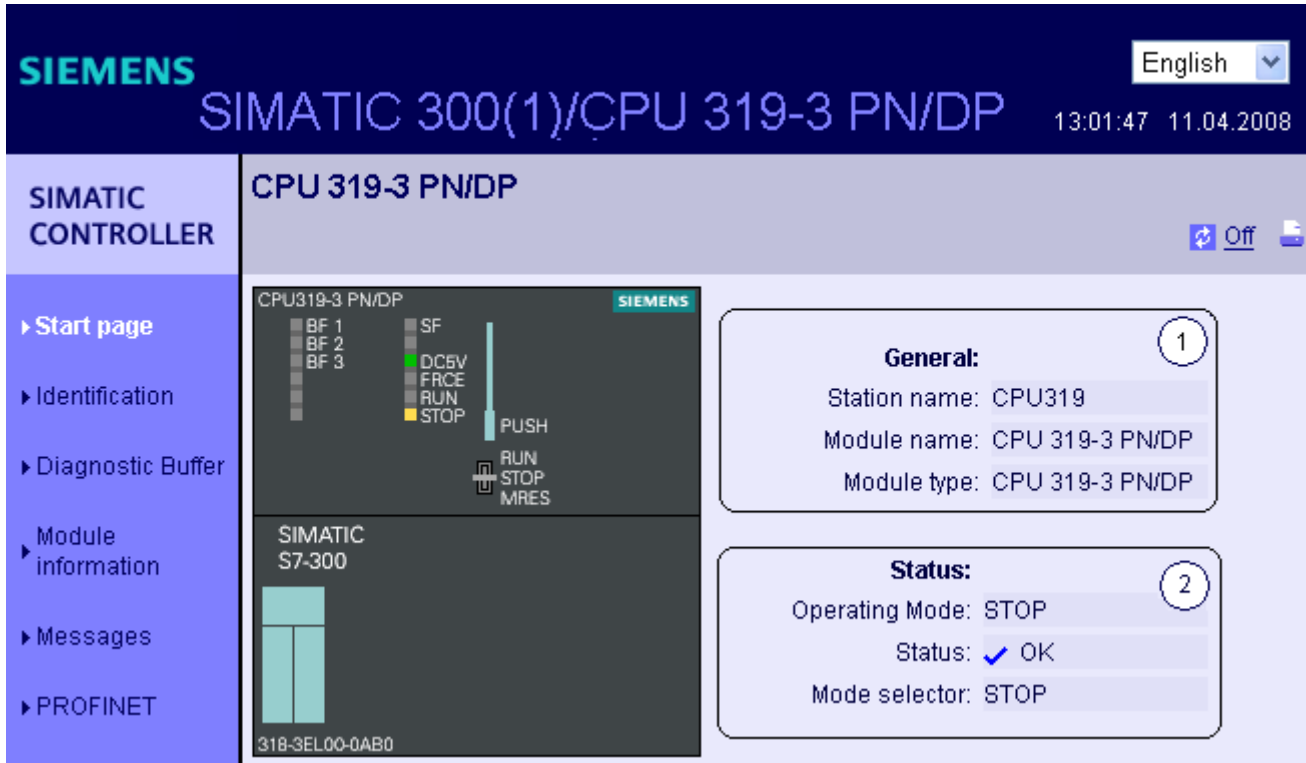 SIEMENS
English
SIMATIC 300(1)/CPU 319-3 PN/DP
13:01:47 11.04.2008
SIMATIC
CONTROLLER
CPU 319-3 PN/DP
Off
Start page
Identification
Diagnostic Buffer
Module
information
Messages
PROFINET
CPU319-3 PN/DP
SIEMENS
BF 1
BF 2
BF 3
SF
DC5V
FRCE
RUN
STOP
PUSH
RUN
STOP
MRES
SIMATIC
S7-300
318-3EL00-0AB0
1
General:
Station name: CPU319
Module name: CPU 319-3 PN/DP
Module type: CPU 319-3 PN/DP
2
Status:
Operating Mode: STOP
Status: OK
Mode selector: STOP